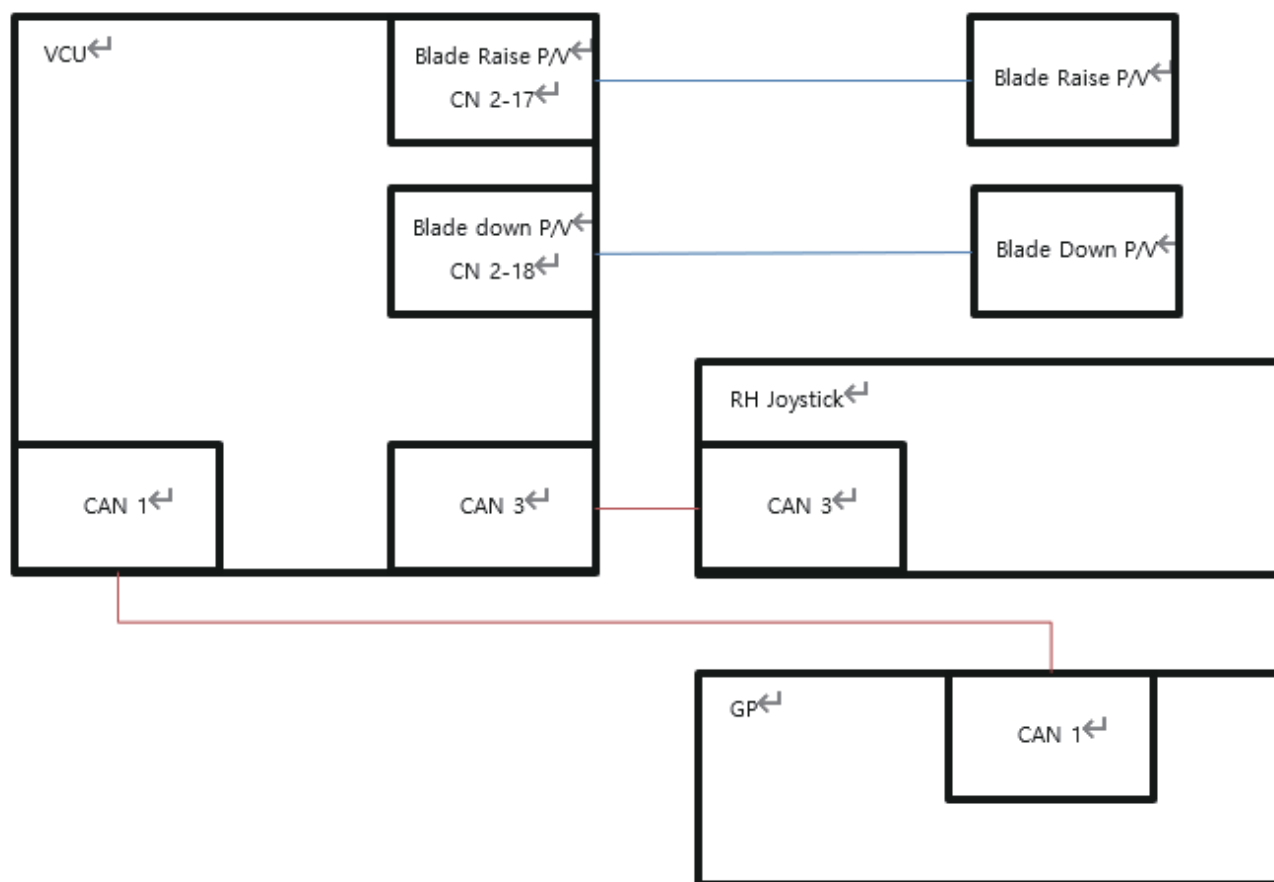 VCU
Blade Raise P/V
CN 2-17
Blade Raise P/V
Blade down P/V
CN 2-18
Blade Down P/V
RH Joystick
CAN 1
CAN 3
CAN 3
GP
CAN 1